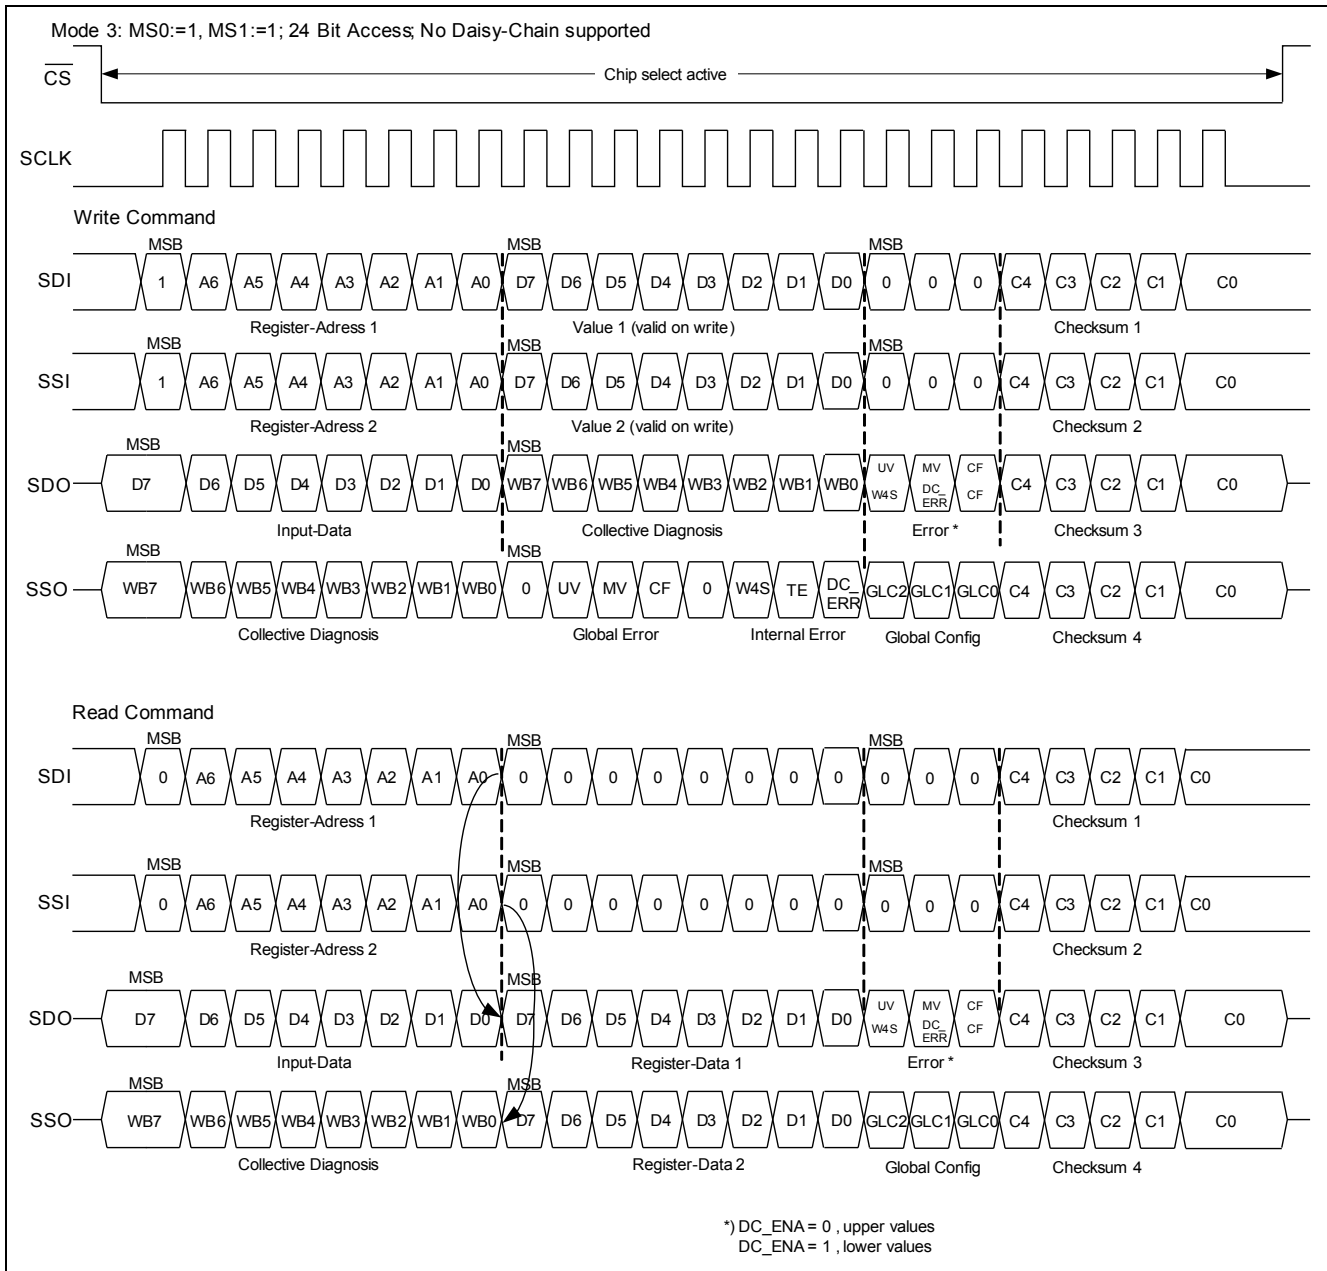 Mode 3: MS0:=1, MS1:=1; 24 Bit Access; No Daisy-Chain supported
CS
Chip select active
SCLK
Write Command
MSB MSB MSB
SDI 1 A6 A5 A4 A3 A2 A1 A0 D7 D6 D5 D4 D3 D2 D1 D0 0 0 0 C4 C3 C2 C1 C0
Register-Adress 1 Value 1 (valid on write) Checksum 1
MSB MSB MSB
SSI 1 A6 A5 A4 A3 A2 A1 A0 D7 D6 D5 D4 D3 D2 D1 D0 0 0 0 C4 C3 C2 C1 C0
Register-Adress 2 Value 2 (valid on write) Checksum 2
MSB MSB
UV MV CF
SDO D7 D6 D5 D4 D3 D2 D1 D0 WB7 WB6 WB5 WB4 WB3 WB2 WB1 WB0 C4 C3 C2 C1 C0
W4S DC_ERR CF
Input-Data Collective Diagnosis Error * Checksum 3
MSB MSB
SSO WB7 WB6 WB5 WB4 WB3 WB2 WB1 WB0 0 UV MV CF 0 W4S TE DC_ERR GLC2 GLC1 GLC0 C4 C3 C2 C1 C0
Collective Diagnosis Global Error Internal Error Global Config Checksum 4
Read Command
MSB MSB MSB
SDI 0 A6 A5 A4 A3 A2 A1 A0 0 0 0 0 0 0 0 0 0 0 0 C4 C3 C2 C1 C0
Register-Adress 1 Checksum 1
MSB MSB MSB
SSI 0 A6 A5 A4 A3 A2 A1 A0 0 0 0 0 0 0 0 0 0 0 0 C4 C3 C2 C1 C0
Register-Adress 2 Checksum 2
MSB MSB
UV MV CF
SDO D7 D6 D5 D4 D3 D2 D1 D0 D7 D6 D5 D4 D3 D2 D1 D0 C4 C3 C2 C1 C0
W4S DC_ERR CF
Input-Data Register-Data 1 Error * Checksum 3
MSB MSB
SSO WB7 WB6 WB5 WB4 WB3 WB2 WB1 WB0 D7 D6 D5 D4 D3 D2 D1 D0 GLC2 GLC1 GLC0 C4 C3 C2 C1 C0
Collective Diagnosis Register-Data 2 Global Config Checksum 4
*) DC_ENA = 0 , upper values
DC_ENA = 1 , lower values